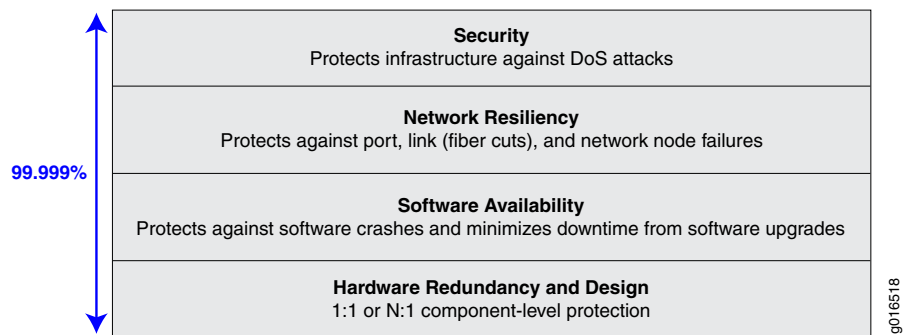 Security
Protects infrastructure against DoS attacks
Network Resiliency
Protects against port, link (fiber cuts), and network node failures
99.999%
Software Availability
Protects against software crashes and minimizes downtime from software upgrades
Hardware Redundancy and Design
1:1 or N:1 component-level protection
g016518